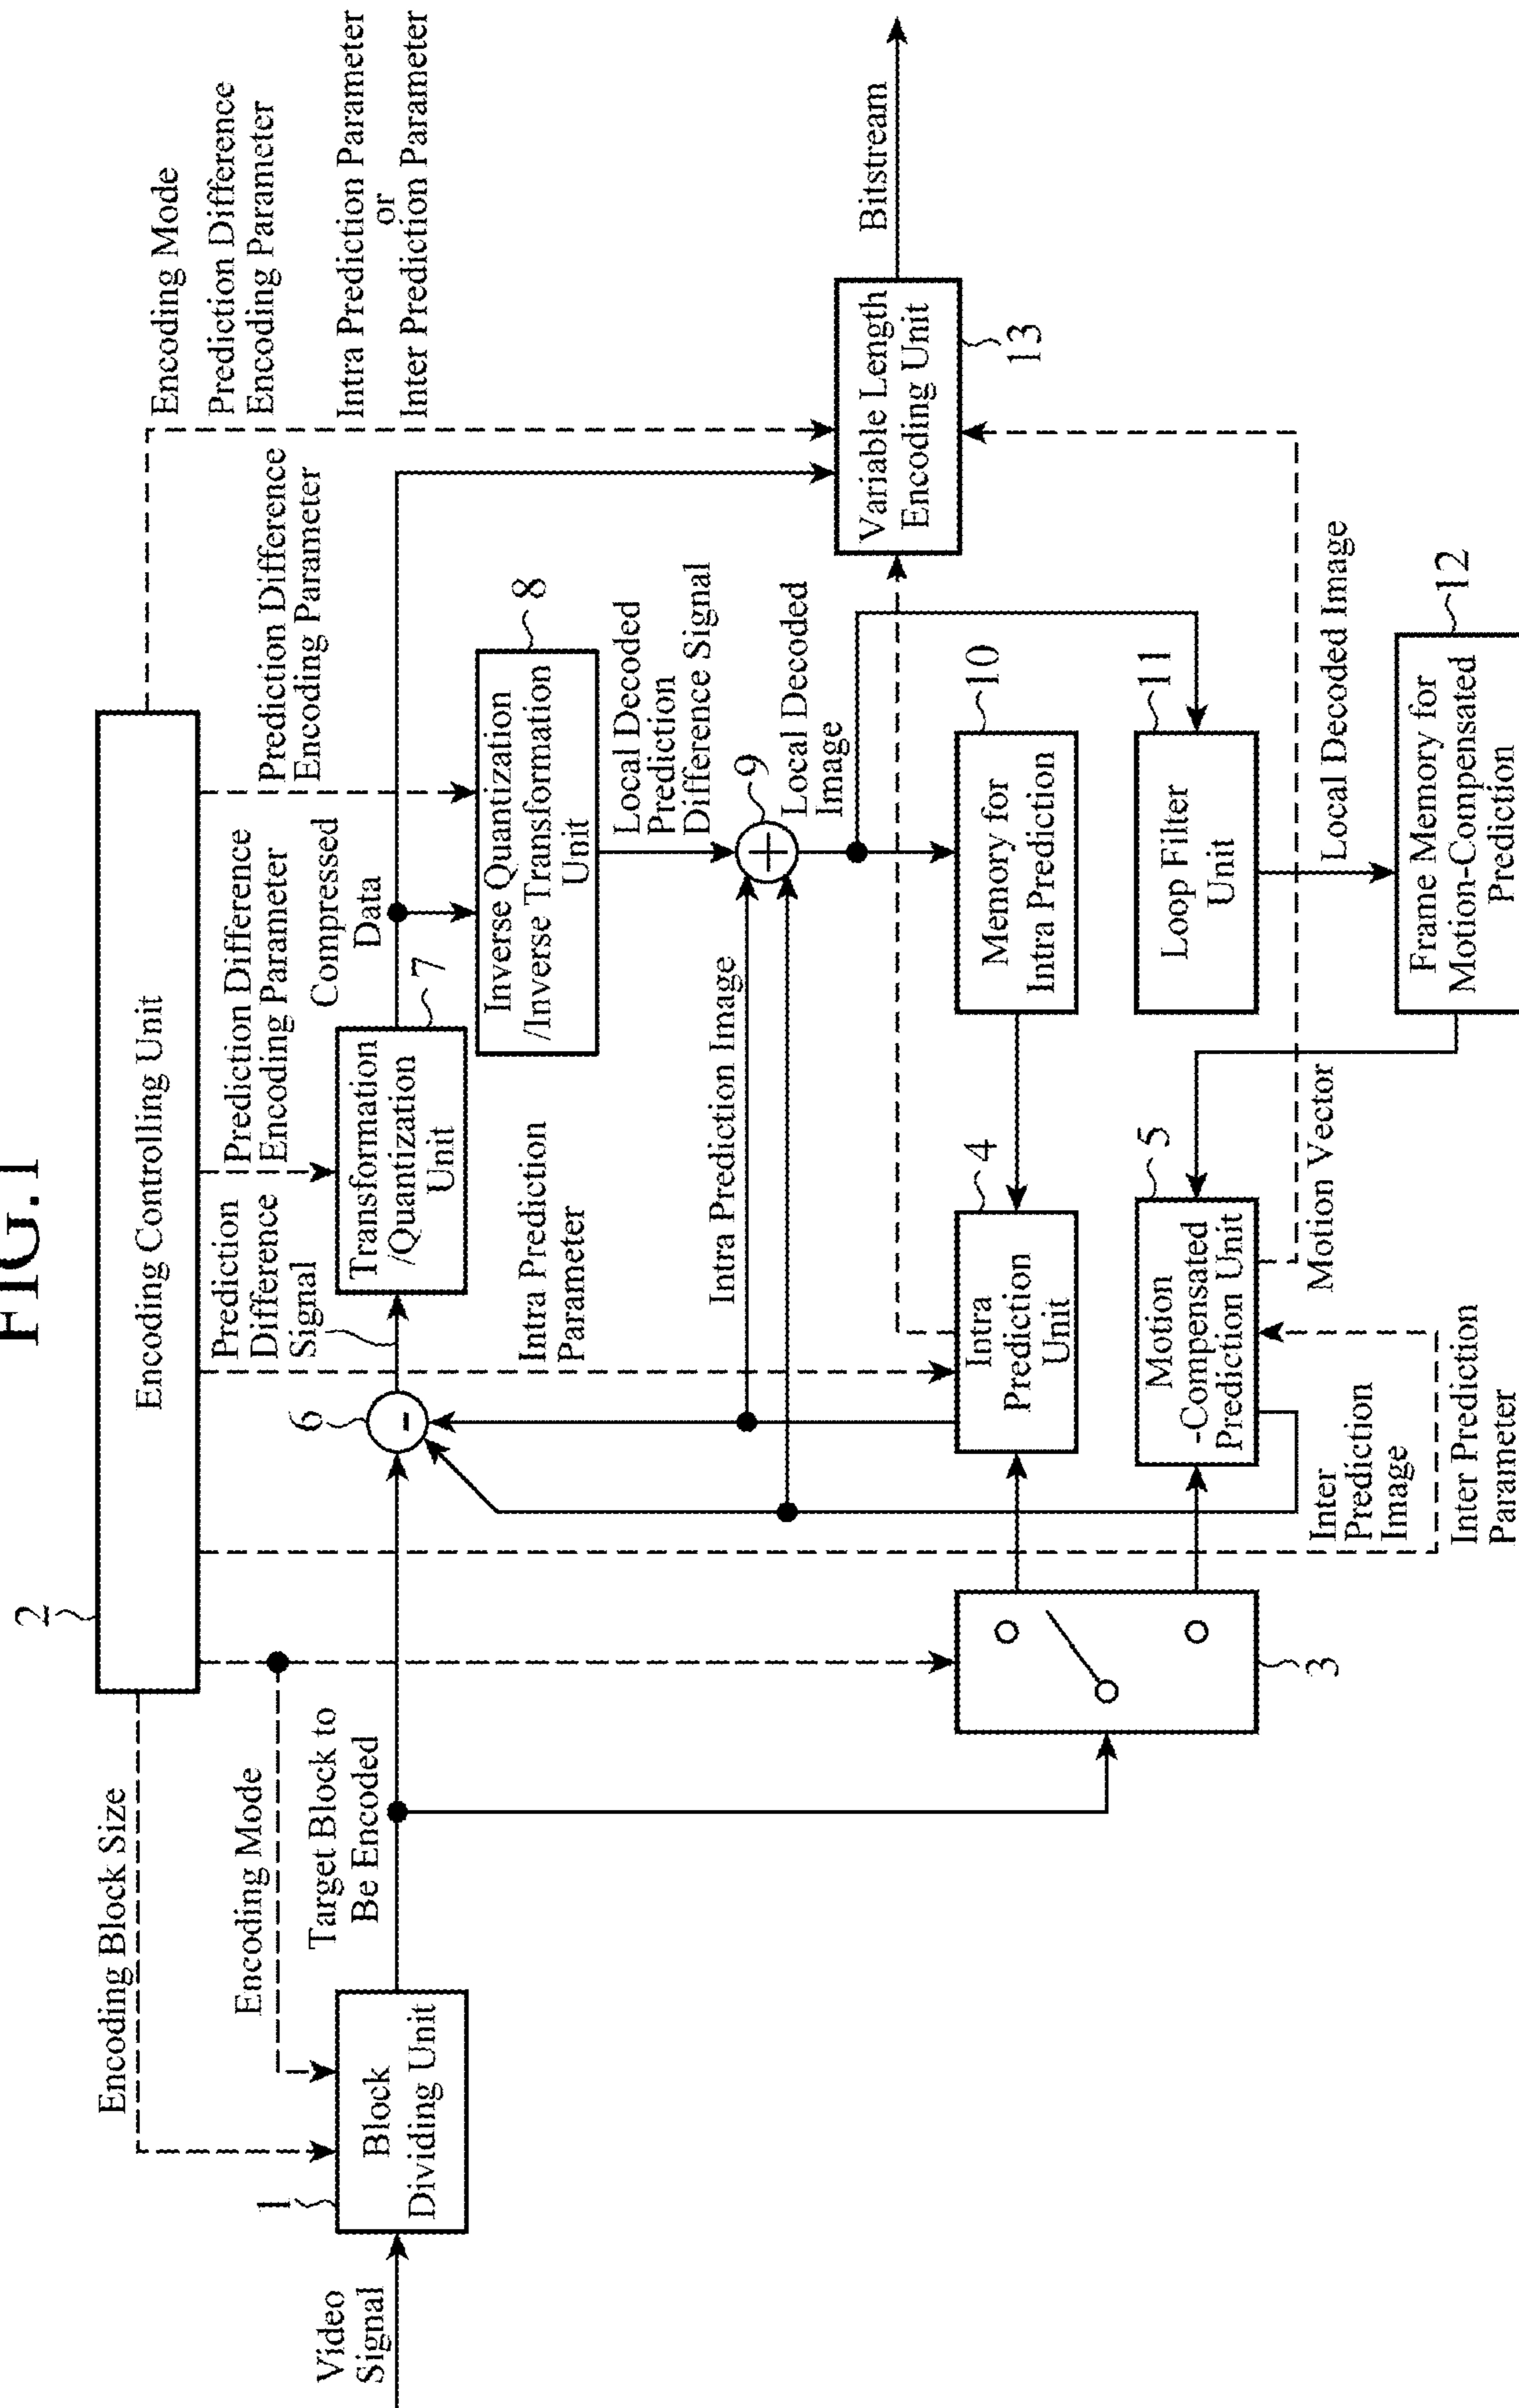 FIG.1
2
Encoding Controlling Unit
Encoding Block Size
Encoding Mode
Target Block to
Be Encoded
Video
Signal
1
Block
Dividing Unit
6
-
Prediction
Difference
Signal
Prediction Difference
Encoding Parameter
Transformation
/Quantization
Unit
7
Compressed
Data
Prediction Difference
Encoding Parameter
Encoding Mode
Prediction Difference
Encoding Parameter
Intra Prediction Parameter
or
Inter Prediction Parameter
Inverse Quantization
/Inverse Transformation
Unit
8
Intra Prediction
Parameter
Local Decoded
Prediction
Difference Signal
Intra Prediction Image
+
9
Local Decoded
Image
Variable Length
Encoding Unit
13
Bitstream
3
Intra
Prediction
Unit
4
Memory for
Intra Prediction
10
Motion
-Compensated
Prediction Unit
5
Loop Filter
Unit
11
Inter
Prediction
Image
Motion Vector
Local Decoded Image
Inter Prediction
Parameter
Frame Memory for
Motion-Compensated
Prediction
12